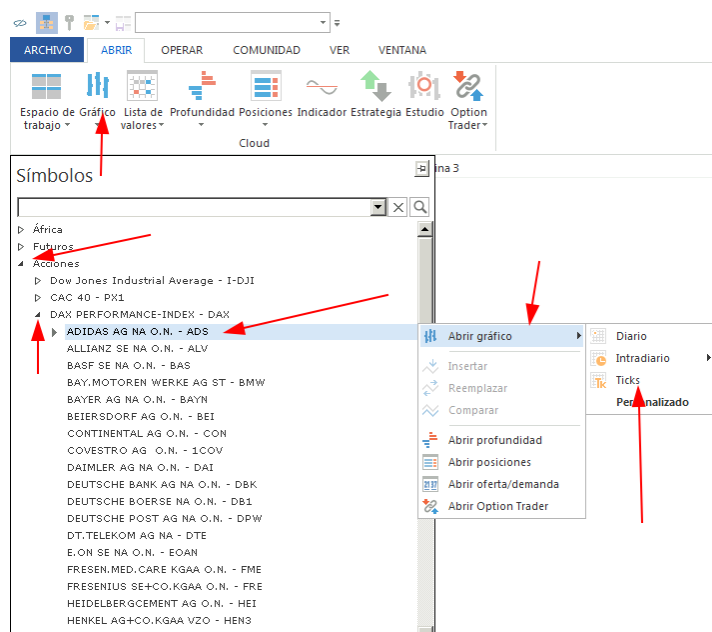 ARCHIVO ABRIR OPERAR COMUNIDAD VER VENTANA
Espacio de trabajo
Gráfico
Lista de valores
Profundidad
Posiciones
Indicador
Estrategia
Estudio
Option Trader
Cloud
Símbolos
ina 3
África
Futuros
Acciones
Dow Jones Industrial Average - I-DJI
CAC 40 - PX1
DAX PERFORMANCE-INDEX - DAX
ADIDAS AG NA O.N. - ADS
ALLIANZ SE NA O.N. - ALV
BASF SE NA O.N. - BAS
BAY.MOTOREN WERKE AG ST - BMW
BAYER AG NA O.N. - BAYN
BEIERSDORF AG O.N. - BEI
CONTINENTAL AG O.N. - CON
COVESTRO AG O.N. - 1COV
DAIMLER AG NA O.N. - DAI
DEUTSCHE BANK AG NA O.N. - DBK
DEUTSCHE BOERSE NA O.N. - DB1
DEUTSCHE POST AG NA O.N. - DPW
DT.TELEKOM AG NA - DTE
E.ON SE NA O.N. - EOAN
FRESEN.MED.CARE KGAA O.N. - FME
FRESENIUS SE+CO.KGAA O.N. - FRE
HEIDELBERGCEMENT AG O.N. - HEI
HENKEL AG+CO.KGAA VZO - HEN3
Abrir gráfico
Insertar
Reemplazar
Comparar
Abrir profundidad
Abrir posiciones
Abrir oferta/demanda
Abrir Option Trader
Diario
Intradiario
Ticks
Personalizado